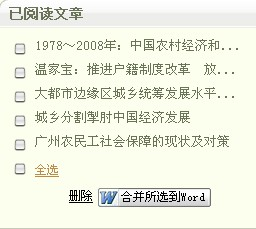 已阅读文章
1978～2008年：中国农村经济和...
温家宝：推进户籍制度改革 放...
大都市边缘区城乡统筹发展水平...
城乡分割掣肘中国经济发展
广州农民工社会保障的现状及对策
全选
删除 合并所选到Word